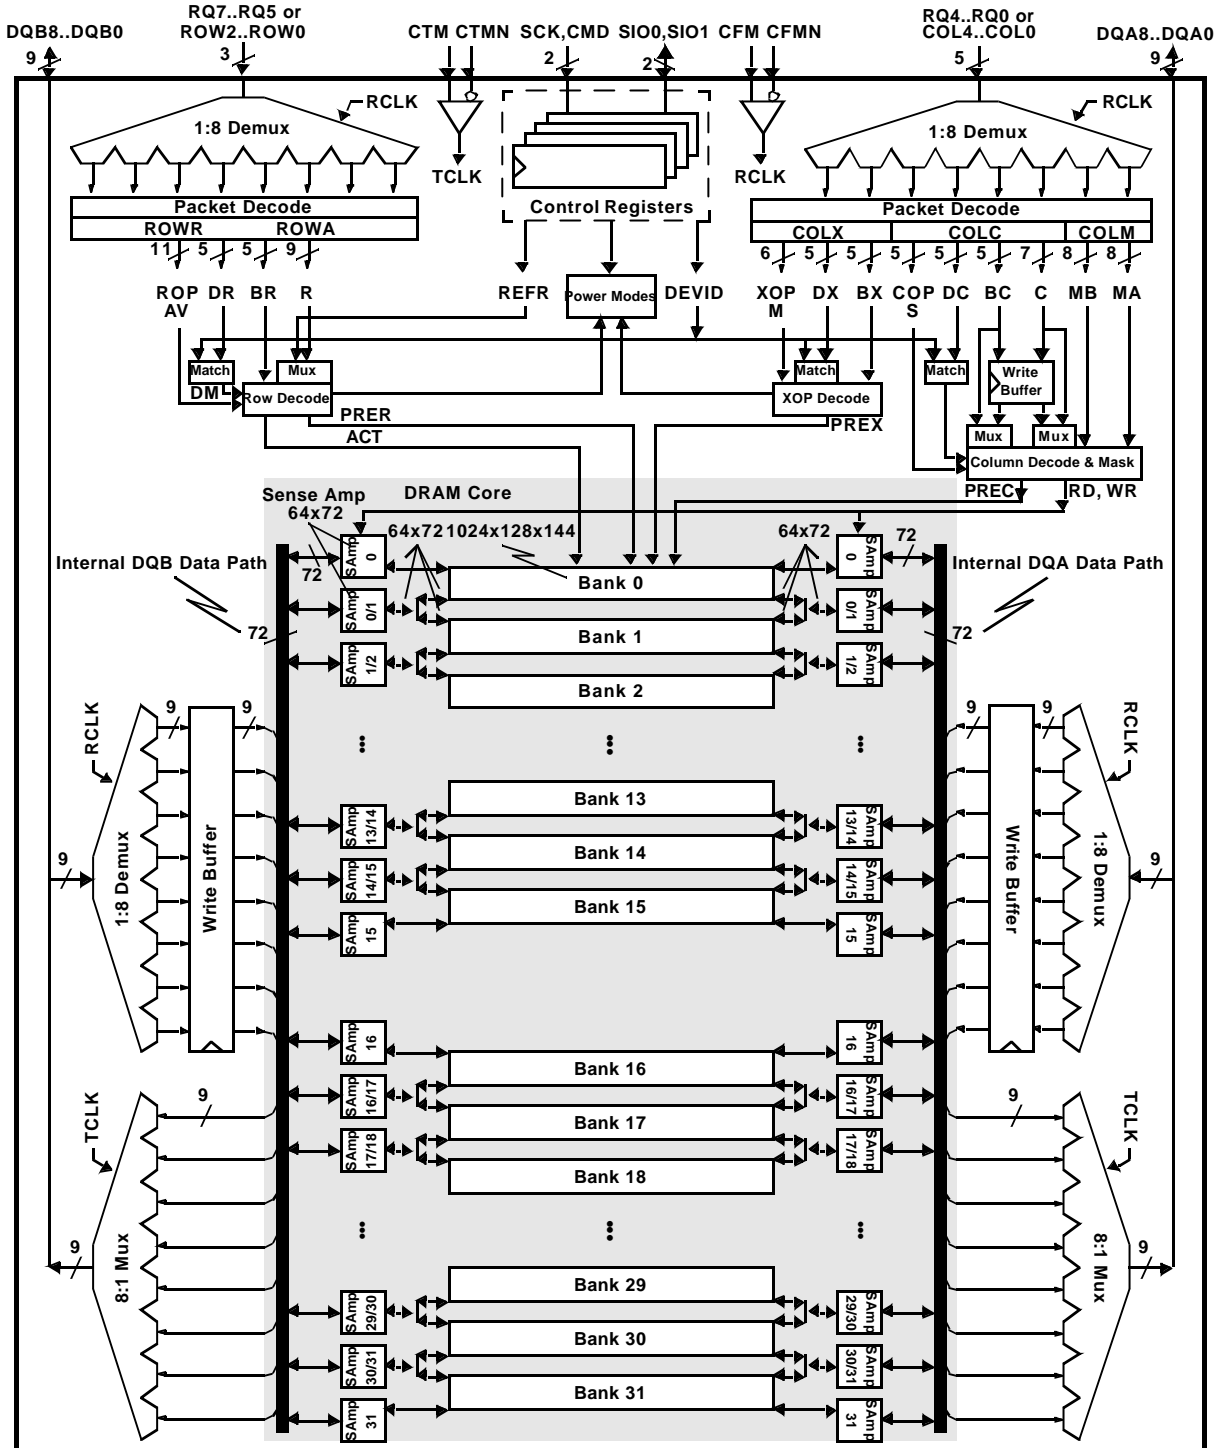 RQ7..RQ5 or
RQ4..RQ0 or
DQB8..DQB0
ROW2..ROW0
CTM CTMN
SCK,CMD
SIO0,SIO1
CFM CFMN
COL4..COL0
DQA8..DQA0
9
3
2
2
5
9
RCLK
1:8 Demux
RCLK
1:8 Demux
TCLK
RCLK
Control Registers
Packet Decode
ROWR
ROWA
Packet Decode
COLX
COLC
COLM
11
5
5
9
6
5
5
5
5
5
7
8
8
ROP
AV
DR
BR
R
REFR
Power Modes
DEVID
XOP
M
DX
BX
COP
S
DC
BC
C
MB
MA
Match
Mux
DM
Row Decode
Match
XOP Decode
Match
Write
Buffer
Mux
Mux
Column Decode & Mask
PRER
ACT
PREX
PREC
RD, WR
Sense Amp
64x72
DRAM Core
64x72
1024x128x144
64x72
72
72
Internal DQB Data Path
Internal DQA Data Path
72
72
SAmp
0
SAmp
0/1
SAmp
1/2
Bank 0
Bank 1
Bank 2
SAmp
0
SAmp
0/1
SAmp
1/2
9
9
9
9
RCLK
RCLK
1:8 Demux
Write Buffer
Write Buffer
1:8 Demux
9
9
Bank 13
Bank 14
Bank 15
SAmp
13/14
SAmp
14/15
SAmp
15
SAmp
13/14
SAmp
14/15
SAmp
15
SAmp
16
SAmp
16/17
SAmp
17/18
Bank 16
Bank 17
Bank 18
SAmp
16
SAmp
16/17
SAmp
17/18
TCLK
9
9
TCLK
8:1 Mux
8:1 Mux
9
9
Bank 29
Bank 30
Bank 31
SAmp
29/30
SAmp
30/31
SAmp
31
SAmp
29/30
SAmp
30/31
SAmp
31